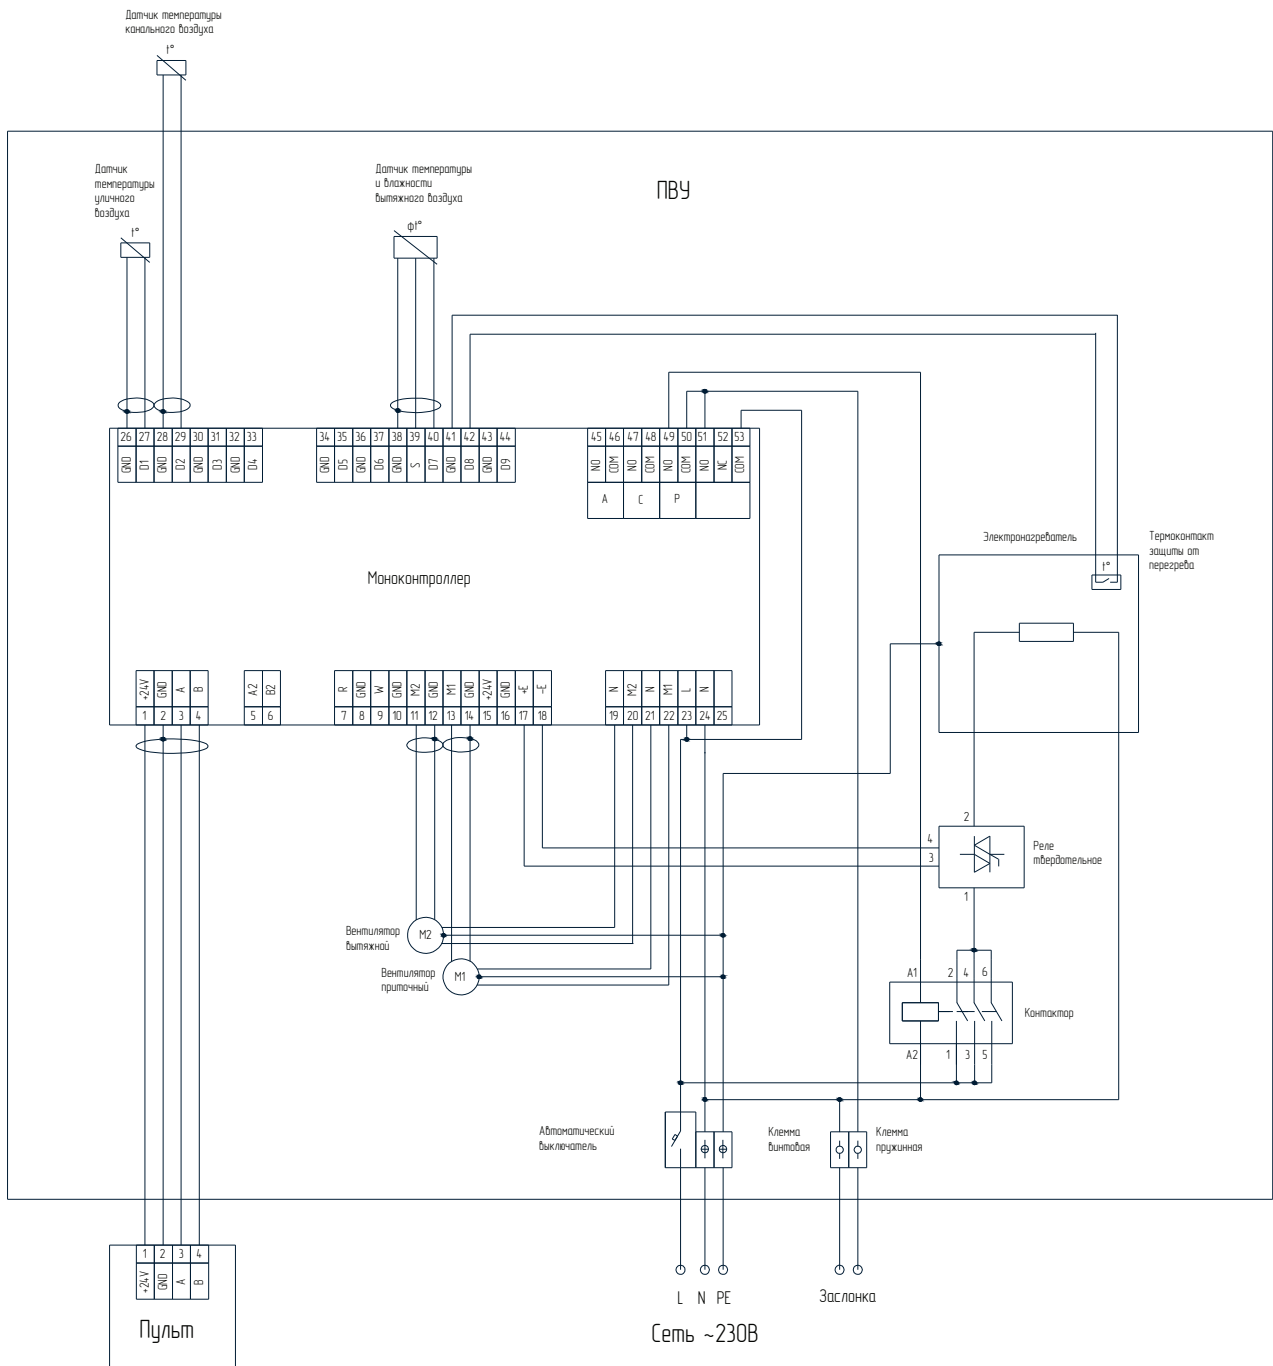 Датчик температуры
канального воздуха
t°
Датчик
температуры
уличного
воздуха
t°
Датчик температуры
и влажности
вытяжного воздуха
φt°
ПВУ
26 27 28 29 30 31 32 33
GND D1 GND D2 GND D3 GND D4
34 35 36 37 38 39 40 41 42 43 44
GND D5 GND D6 GND S D7 GND D8 GND D9
45 46 47 48 49 50 51 52 53
NO COM NO COM NO COM NO NC COM
A C P
Моноконтроллер
Электронагреватель
Термоконтакт
защиты от
перегрева
t°
+24V GND A B
1 2 3 4
A2 B2
5 6
R GND W GND M2 GND M1 GND +24V GND +E -E
7 8 9 10 11 12 13 14 15 16 17 18
N M2 N M1 L N
19 20 21 22 23 24 25
2
4
3
1
Реле
твердотельное
Вентилятор
вытяжной
M2
Вентилятор
приточный
M1
A1 2 4 6
Контактор
A2 1 3 5
Автоматический
выключатель
Клемма
винтовая
Клемма
пружинная
1 2 3 4
+24V GND A B
Пульт
L N PE
Сеть ~230В
Заслонка